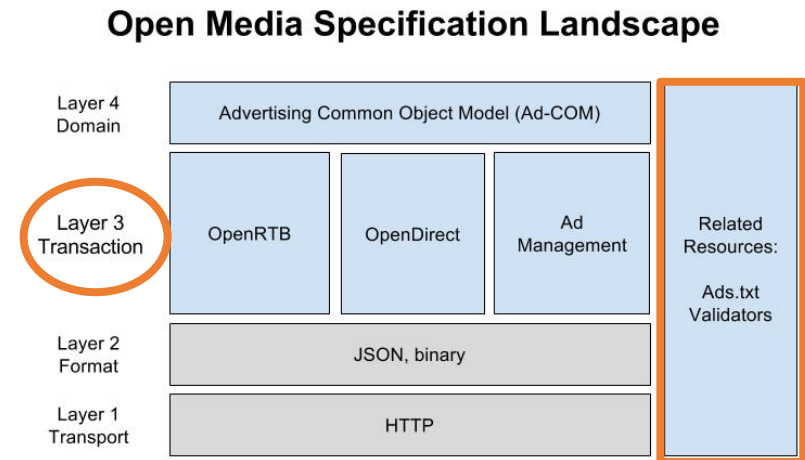 Open Media Specification Landscape
Layer 4
Domain
Advertising Common Object Model (Ad-COM)
Layer 3
Transaction
OpenRTB
OpenDirect
Ad
Management
Related
Resources:
Ads.txt
Validators
Layer 2
Format
JSON, binary
Layer 1
Transport
HTTP